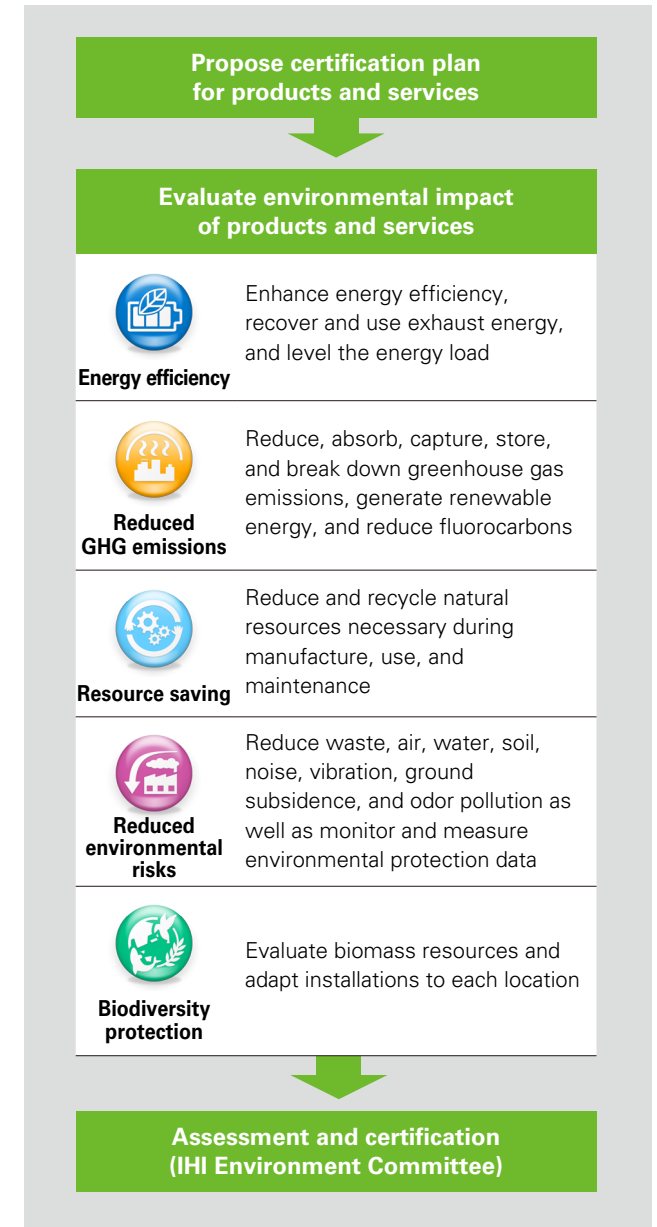 Propose certification plan
for products and services
Evaluate environmental impact
of products and services
Energy efficiency
Enhance energy efficiency,
recover and use exhaust energy,
and level the energy load
Reduced
GHG emissions
Reduce, absorb, capture, store,
and break down greenhouse gas
emissions, generate renewable
energy, and reduce fluorocarbons
Resource saving
Reduce and recycle natural
resources necessary during
manufacture, use, and
maintenance
Reduced
environmental
risks
Reduce waste, air, water, soil,
noise, vibration, ground
subsidence, and odor pollution as
well as monitor and measure
environmental protection data
Biodiversity
protection
Evaluate biomass resources and
adapt installations to each location
Assessment and certification
(IHI Environment Committee)